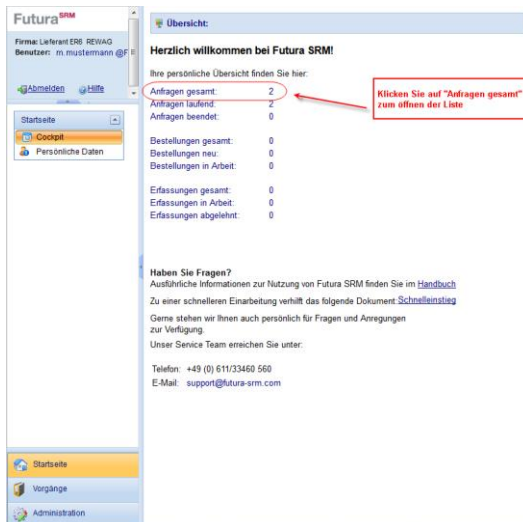 Futura SRM
Firma: Lieferant ER6 REWAG
Benutzer: m.mustermann @F
Abmelden Hilfe
Startseite
Cockpit
Persönliche Daten
Startseite
Vorgänge
Administration
Übersicht:
Herzlich willkommen bei Futura SRM!
Ihre persönliche Übersicht finden Sie hier:
Anfragen gesamt: 2
Anfragen laufend: 2
Anfragen beendet: 0
Bestellungen gesamt: 0
Bestellungen neu: 0
Bestellungen in Arbeit: 0
Erfassungen gesamt: 0
Erfassungen in Arbeit: 0
Erfassungen abgelehnt: 0
Klicken Sie auf "Anfragen gesamt"
zum öffnen der Liste
Haben Sie Fragen?
Ausführliche Informationen zur Nutzung von Futura SRM finden Sie im Handbuch
Zu einer schnelleren Einarbeitung verhilft das folgende Dokument Schnelleinstieg
Gerne stehen wir Ihnen auch persönlich für Fragen und Anregungen
zur Verfügung.
Unser Service Team erreichen Sie unter:
Telefon: +49 (0) 611/33460 560
E-Mail: support@futura-srm.com